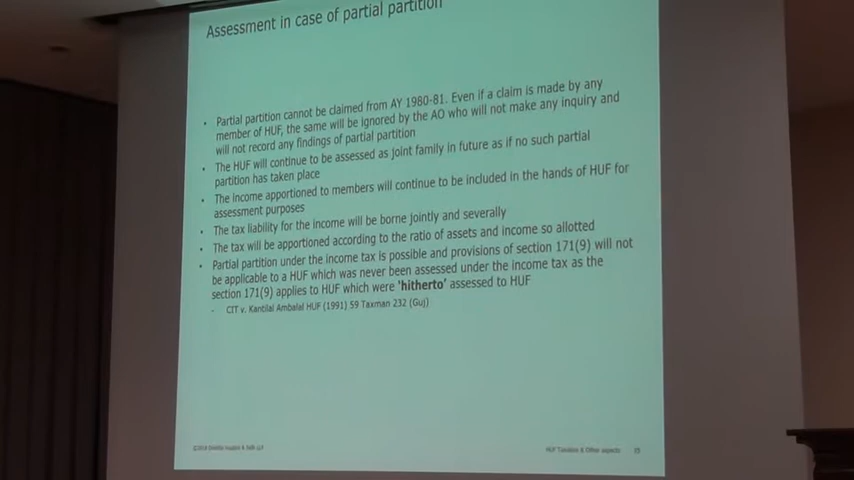 Assessment in case of partial partition
• Partial partition cannot be claimed from AY 1980-81. Even if a claim is made by any
member of HUF, the same will be ignored by the AO who will not make any inquiry and
will not record any findings of partial partition
• The HUF will continue to be assessed as joint family in future as if no such partial
partition has taken place
• The income apportioned to members will continue to be included in the hands of HUF for
assessment purposes
• The tax liability for the income will be borne jointly and severally
• The tax will be apportioned according to the ratio of assets and income so allotted
• Partial partition under the income tax is possible and provisions of section 171(9) will not
be applicable to a HUF which was never been assessed under the income tax as the
section 171(9) applies to HUF which were 'hitherto' assessed to HUF
- CIT v. Kantilal Ambalal HUF (1991) 59 Taxman 232 (Guj)
HUF Taxation & Other aspects